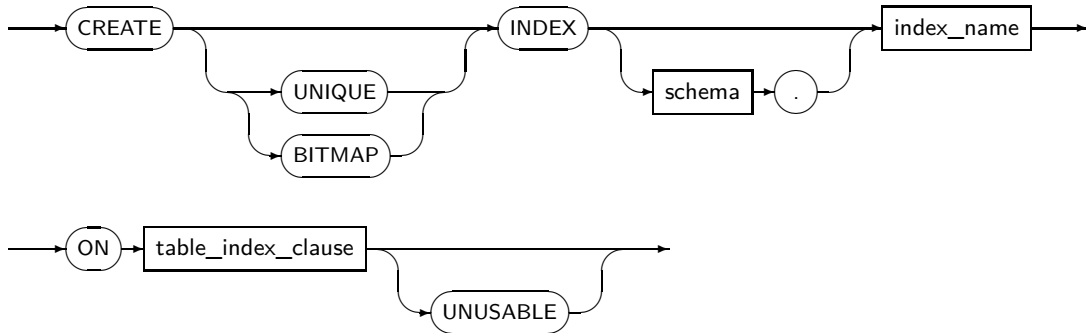 CREATE INDEX index_name
UNIQUE schema .
BITMAP
ON table_index_clause
UNUSABLE